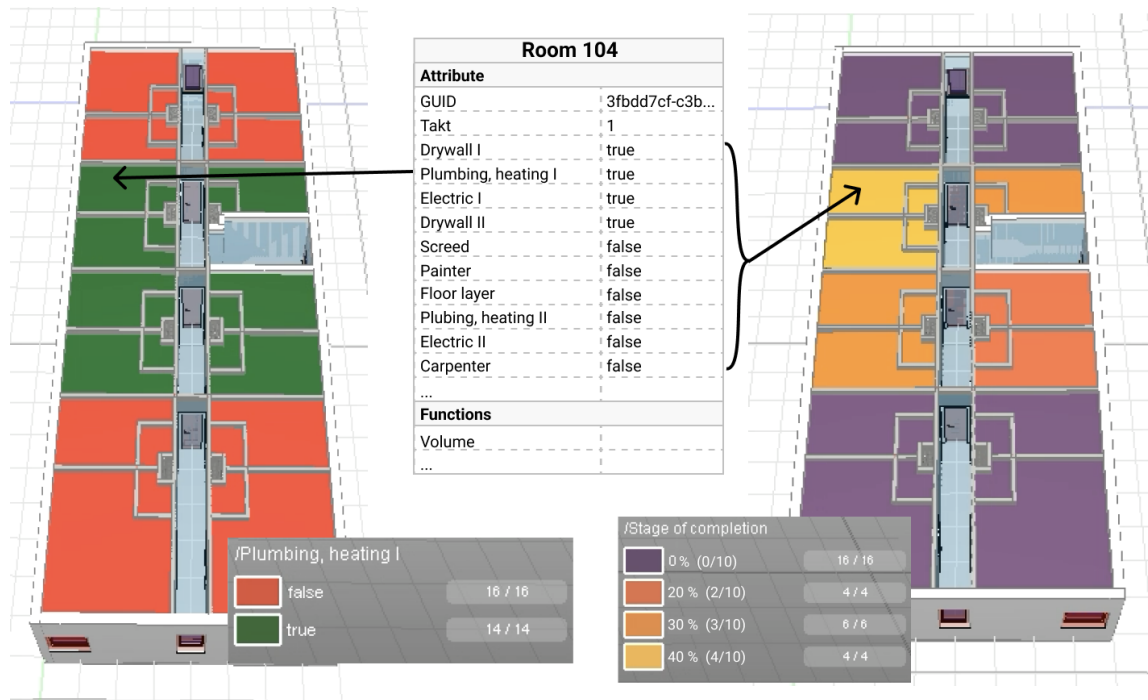 Room 104
Attribute
GUID 3fbdd7cf-c3b...
Takt 1
Drywall I true
Plumbing, heating I true
Electric I true
Drywall II true
Screed false
Painter false
Floor layer false
Plubing, heating II false
Electric II false
Carpenter false
...
Functions
Volume
...
/Plumbing, heating I
false 16 / 16
true 14 / 14
/Stage of completion
0 % (0/10) 16 / 16
20 % (2/10) 4 / 4
30 % (3/10) 6 / 6
40 % (4/10) 4 / 4